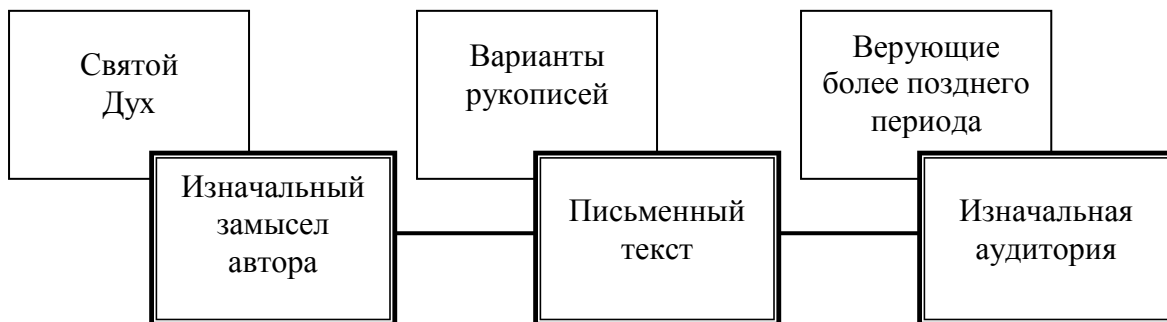 Святой
Дух
Варианты
рукописей
Верующие
более позднего
периода
Изначальный
замысел
автора
Письменный
текст
Изначальная
аудитория